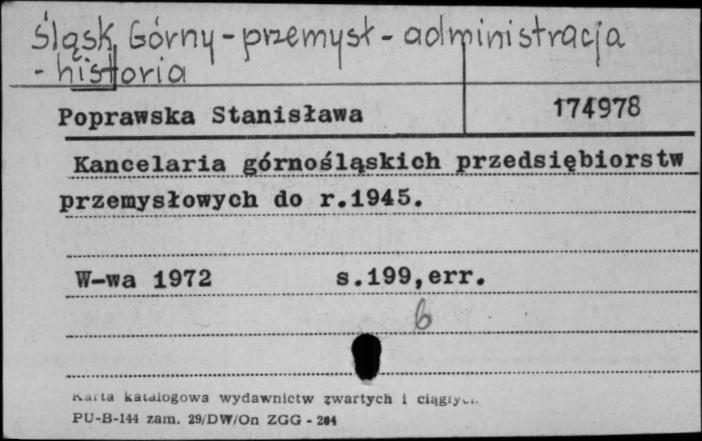 Śląsk Górny - przemysł - administracja
- historia
Poprawska Stanisława 174978
Kancelaria górnośląskich przedsiębiorstw
przemysłowych do r.1945.
W-wa 1972 s.199,err.
b
Karta katalogowa wydawnictw zwartych i ciągłych
PU-B-144 zam. 29/DW/On ZGG - 204